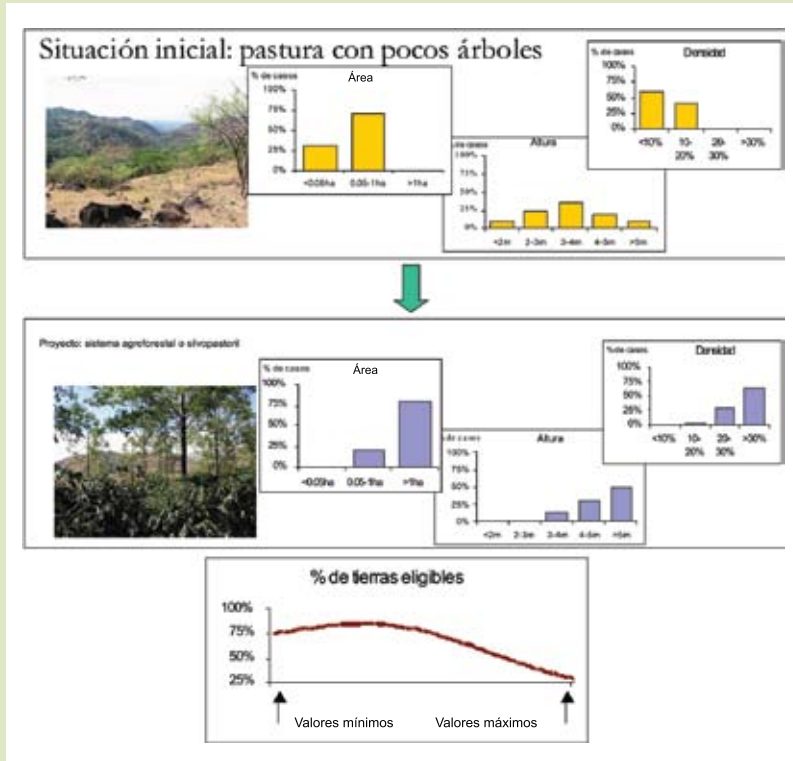 Situación inicial: pastura con pocos árboles
% de casos
Área
100%
75%
50%
25%
0%
<0.05ha 0.05-1ha >1ha
Altura
100%
75%
50%
25%
0%
<2m 2-3m 3-4m 4-5m >5m
% de casos
Densidad
100%
75%
50%
25%
0%
<10% 10- 20- >30%
20% 30%
Proyecto: sistema agroforestal o silvopastoril
% de casos
Área
100%
75%
50%
25%
0%
<0.05ha 0.05-1ha >1ha
de casos
Altura
100%
75%
50%
25%
0%
<2m 2-3m 3-4m 4-5m >5m
% de casos
Densidad
100%
75%
50%
25%
0%
<10% 10- 20- >30%
20% 30%
% de tierras eligibles
100%
75%
50%
25%
Valores mínimos Valores máximos